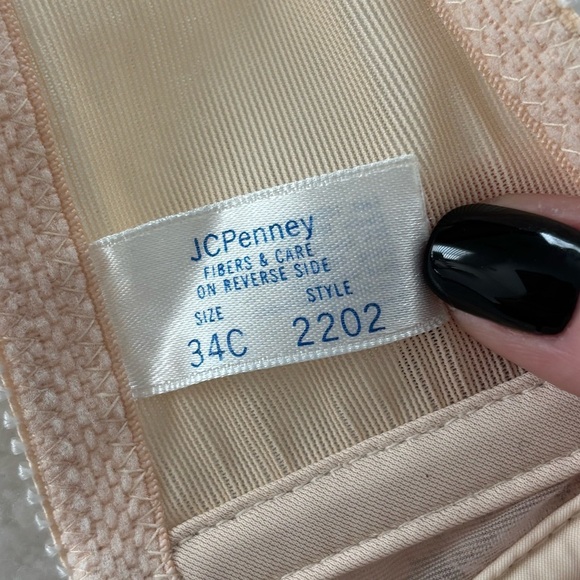 JCPenney
FIBERS & CARE
ON REVERSE SIDE
SIZE STYLE
34C 2202